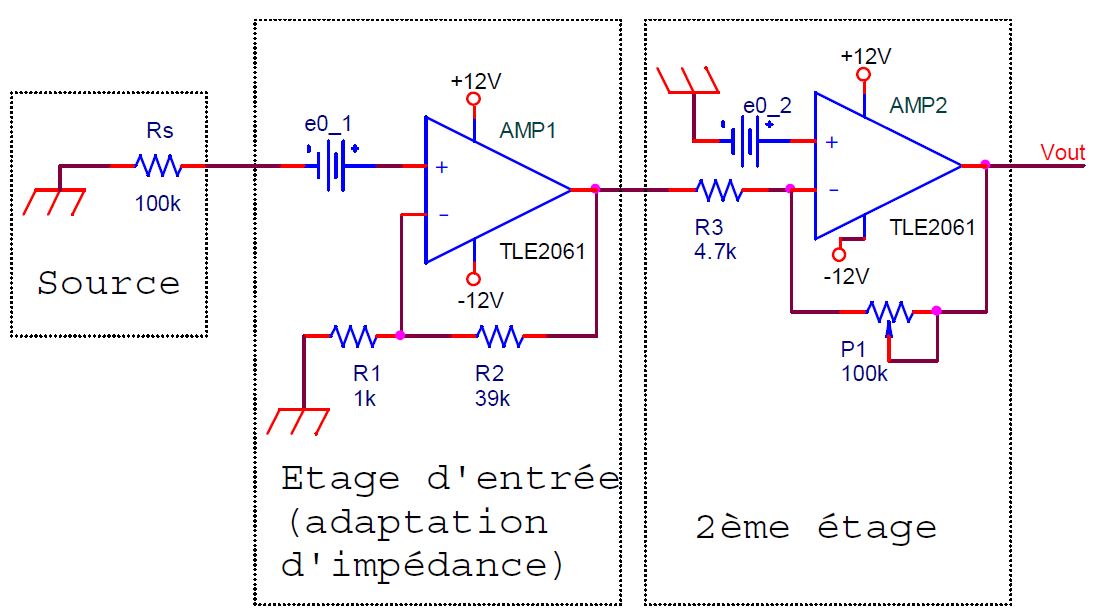 Rs
100k
Source
e0_1
+12V
AMP1
+
-
TLE2061
-12V
R1
1k
R2
39k
Etage d'entrée
(adaptation
d'impédance)
e0_2
+12V
AMP2
+
-
TLE2061
-12V
R3
4.7k
P1
100k
Vout
2ème étage